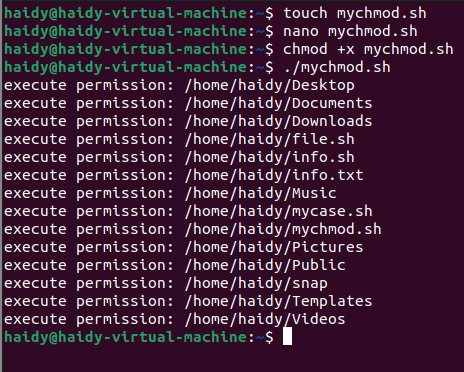 haidy@haidy-virtual-machine:~$ touch mychmod.sh
haidy@haidy-virtual-machine:~$ nano mychmod.sh
haidy@haidy-virtual-machine:~$ chmod +x mychmod.sh
haidy@haidy-virtual-machine:~$ ./mychmod.sh
execute permission: /home/haidy/Desktop
execute permission: /home/haidy/Documents
execute permission: /home/haidy/Downloads
execute permission: /home/haidy/file.sh
execute permission: /home/haidy/info.sh
execute permission: /home/haidy/info.txt
execute permission: /home/haidy/Music
execute permission: /home/haidy/mycase.sh
execute permission: /home/haidy/mychmod.sh
execute permission: /home/haidy/Pictures
execute permission: /home/haidy/Public
execute permission: /home/haidy/snap
execute permission: /home/haidy/Templates
execute permission: /home/haidy/Videos
haidy@haidy-virtual-machine:~$